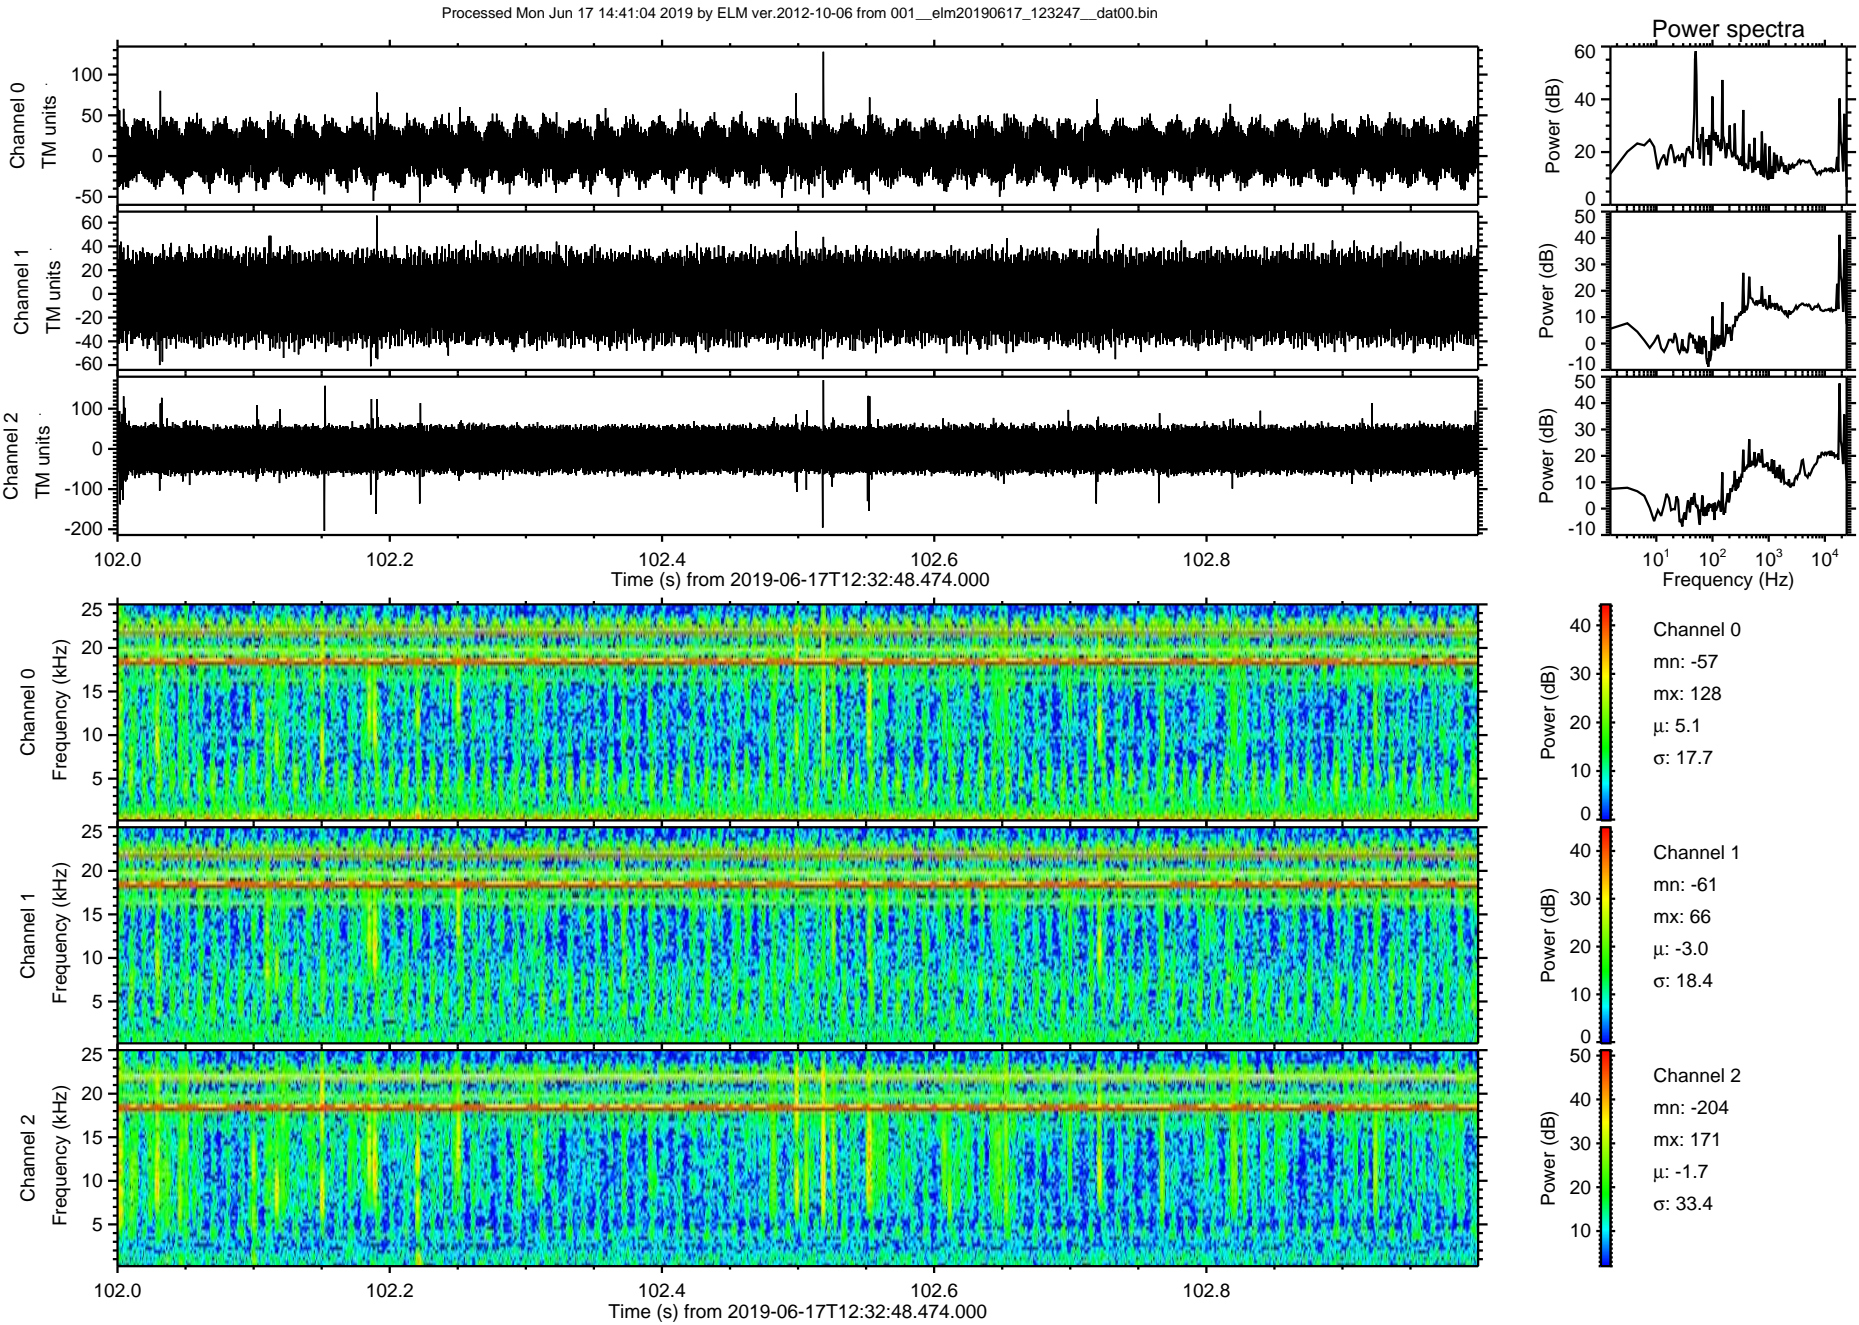 Processed Mon Jun 17 14:41:04 2019 by ELM ver.2012-10-06 from 001__elm20190617_123247__dat00.bin
Power spectra
Channel 0
TM units
100
50
0
-50
Power (dB)
60
40
20
0
Channel 1
TM units
60
40
20
0
-20
-40
-60
Power (dB)
50
40
30
20
10
0
-10
Channel 2
TM units
100
0
-100
-200
Power (dB)
50
40
30
20
10
0
-10
102.0 102.2 102.4 102.6 102.8
Time (s) from 2019-06-17T12:32:48.474.000
10^1 10^2 10^3 10^4
Frequency (Hz)
Channel 0
Frequency (kHz)
25
20
15
10
5
Power (dB)
40
30
20
10
0
Channel 0
mn: -57
mx: 128
μ: 5.1
σ: 17.7
Channel 1
Frequency (kHz)
25
20
15
10
5
Power (dB)
40
30
20
10
0
Channel 1
mn: -61
mx: 66
μ: -3.0
σ: 18.4
Channel 2
Frequency (kHz)
25
20
15
10
5
Power (dB)
50
40
30
20
10
Channel 2
mn: -204
mx: 171
μ: -1.7
σ: 33.4
102.0 102.2 102.4 102.6 102.8
Time (s) from 2019-06-17T12:32:48.474.000